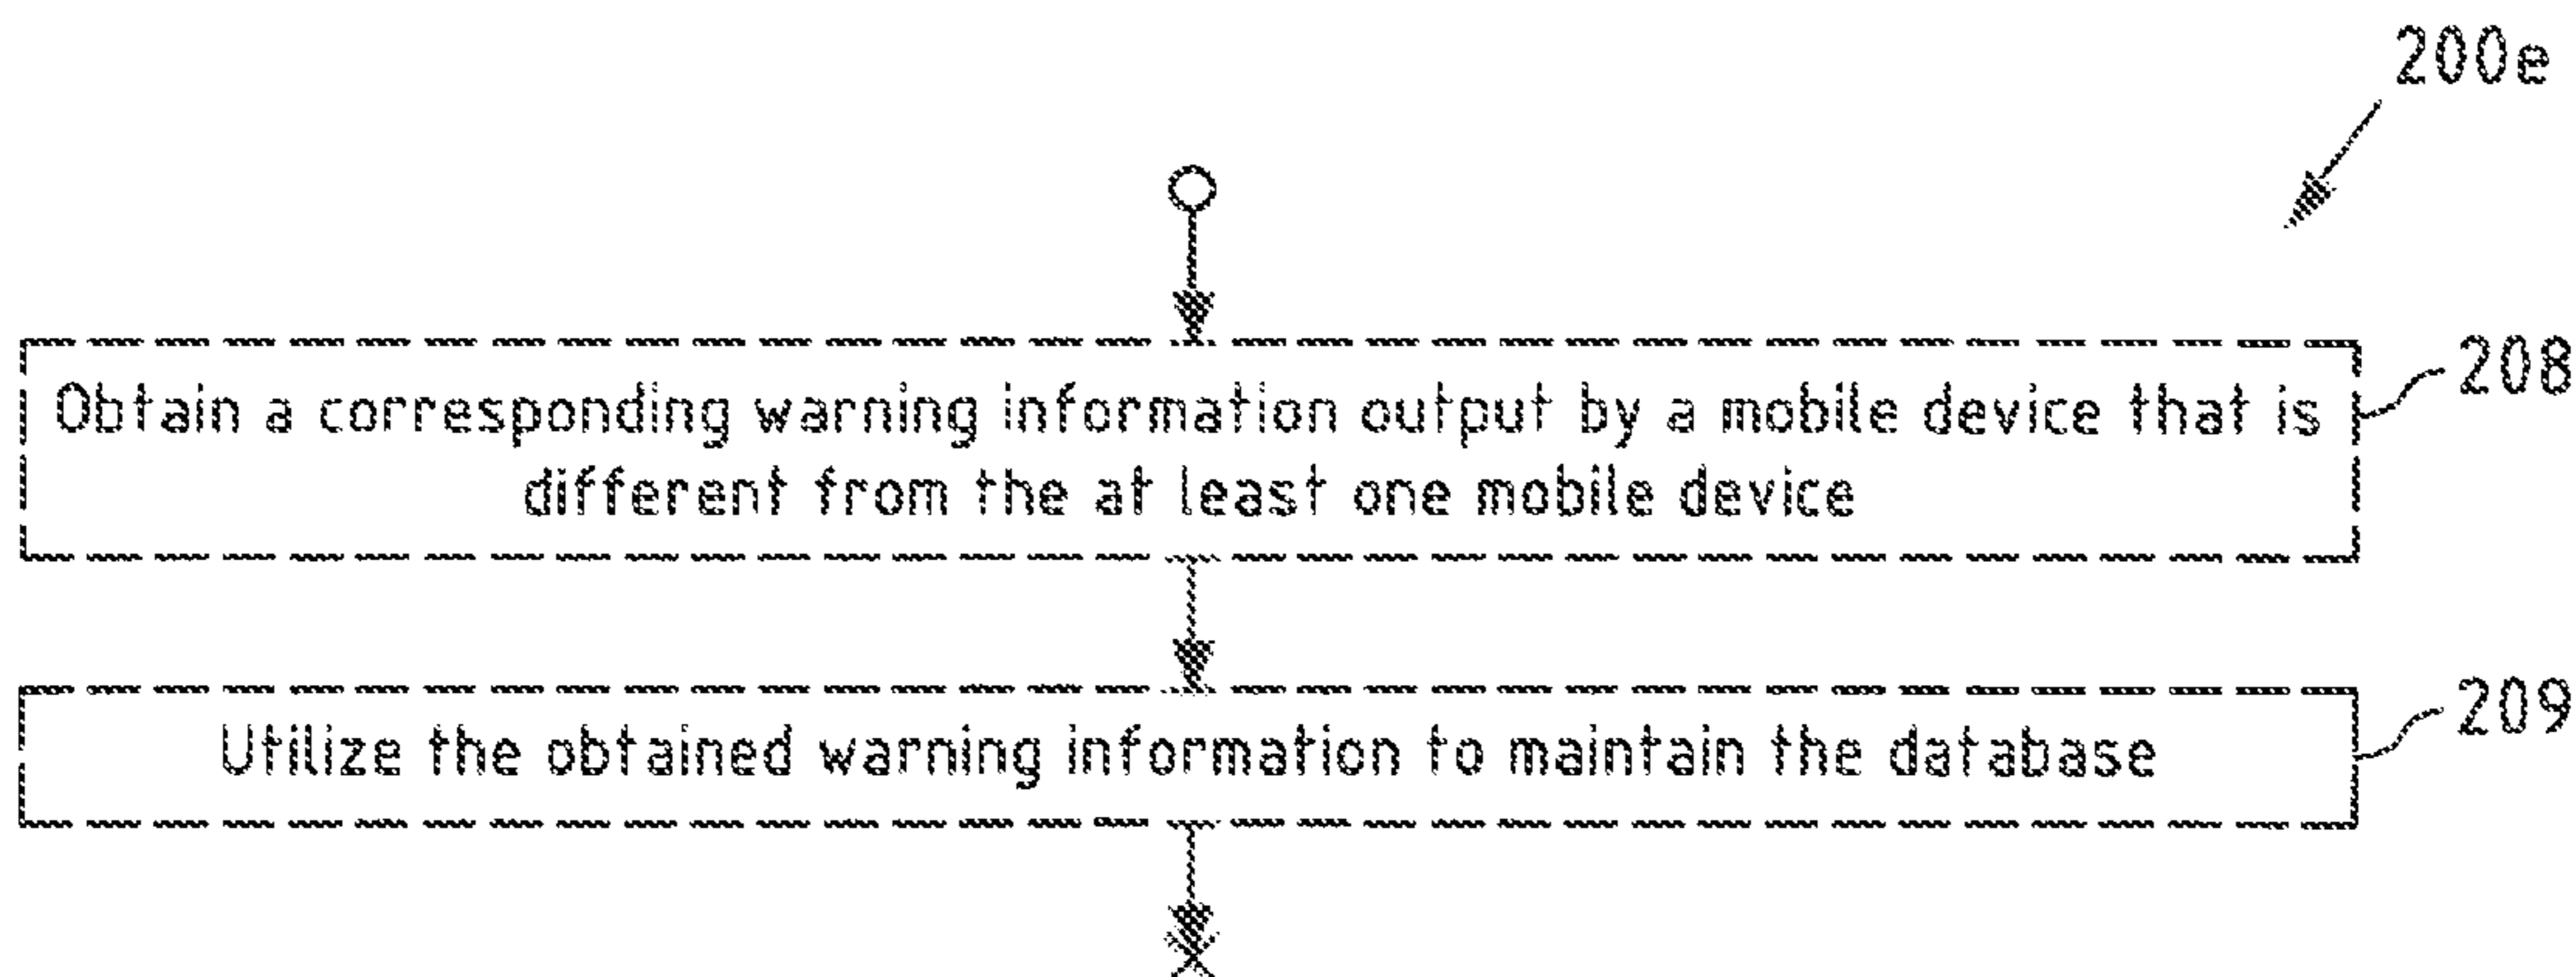 200e
Obtain a corresponding warning information output by a mobile device that is
different from the at least one mobile device
208
Utilize the obtained warning information to maintain the database
209